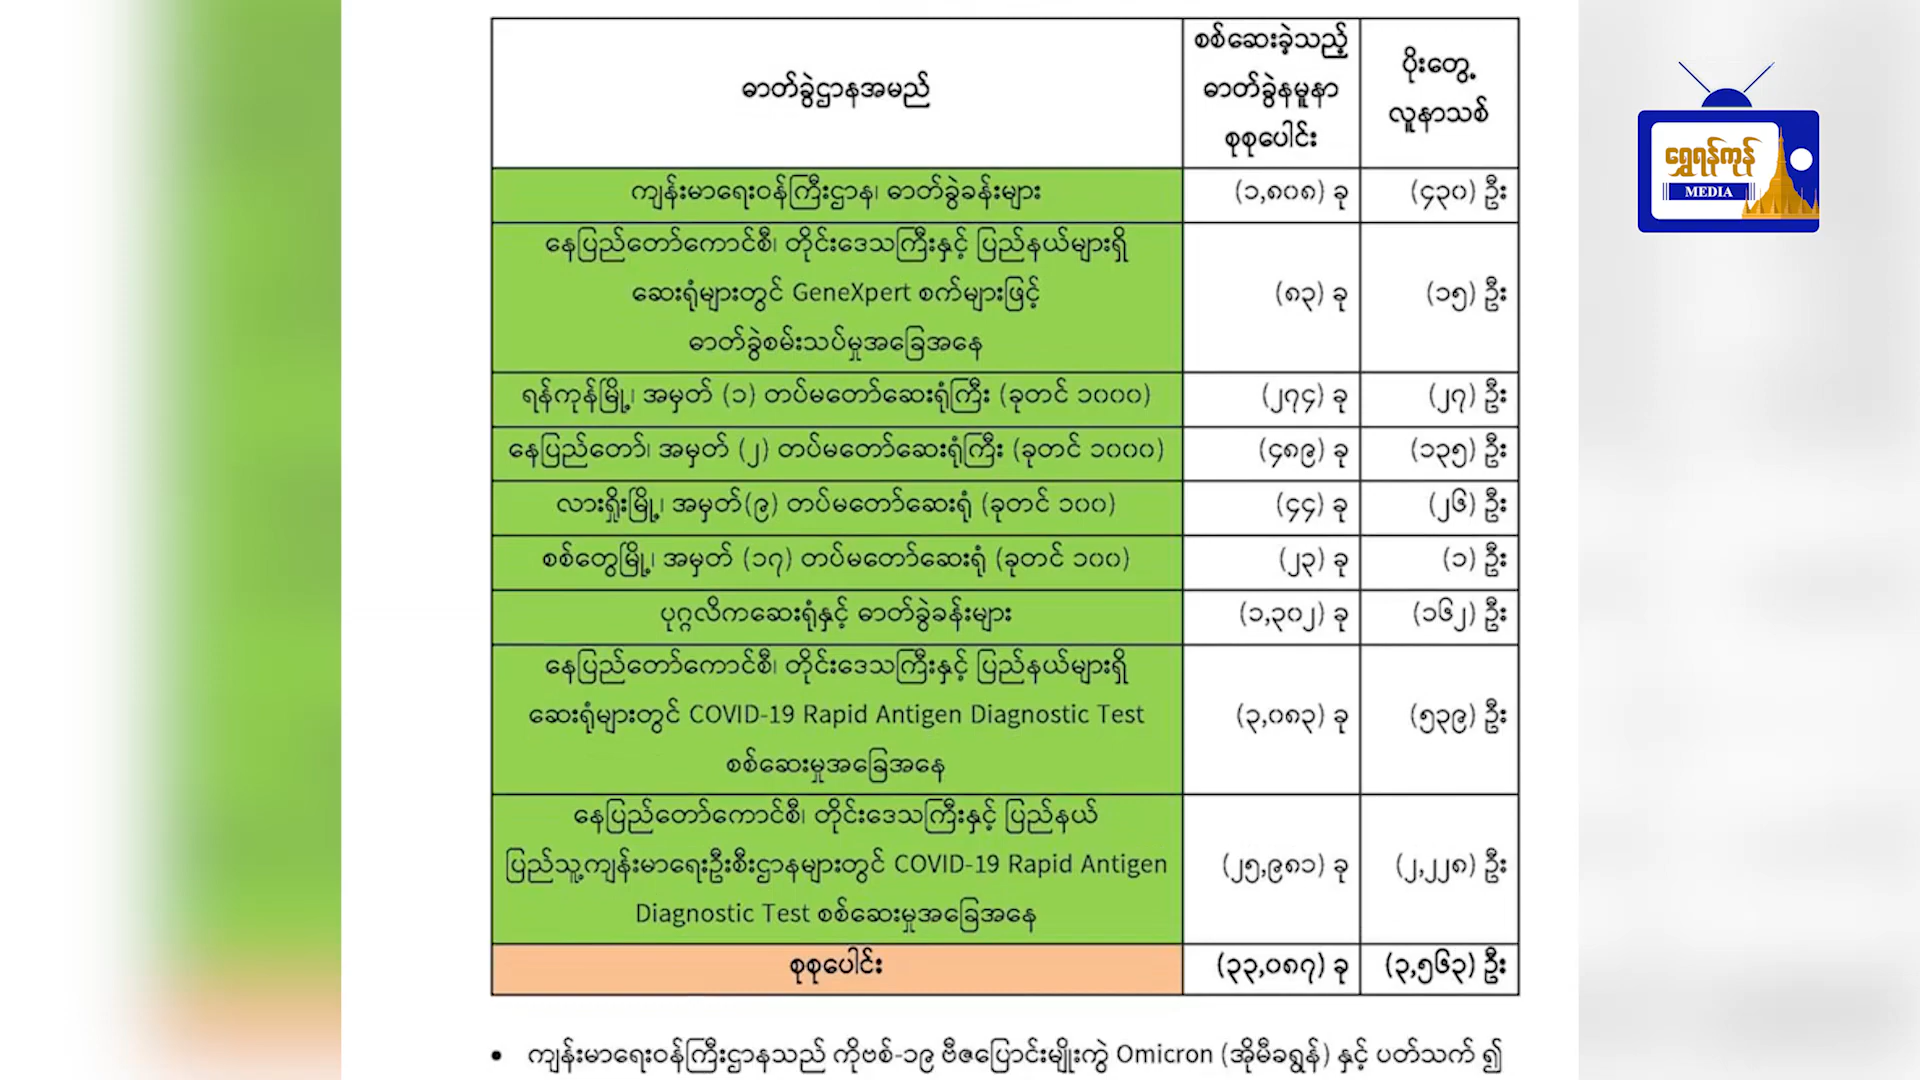 ဓာတ်ခွဲဌာနအမည်
စစ်ဆေးခဲ့သည့်
ဓာတ်ခွဲနမူနာ
စုစုပေါင်း
ပိုးတွေ့
လူနာသစ်
ကျန်းမာရေးဝန်ကြီးဌာန၊ ဓာတ်ခွဲခန်းများ
(၁,၈၀၈) ခု
(၄၃၀) ဦး
နေပြည်တော်ကောင်စီ၊ တိုင်းဒေသကြီးနှင့် ပြည်နယ်များရှိ
ဆေးရုံများတွင် GeneXpert စက်များဖြင့်
ဓာတ်ခွဲစမ်းသပ်မှုအခြေအနေ
(၈၃) ခု
(၁၅) ဦး
ရန်ကုန်မြို့၊ အမှတ် (၁) တပ်မတော်ဆေးရုံကြီး (ခုတင် ၁၀၀၀)
(၂၇၄) ခု
(၂၇) ဦး
နေပြည်တော်၊ အမှတ် (၂) တပ်မတော်ဆေးရုံကြီး (ခုတင် ၁၀၀၀)
(၄၈၉) ခု
(၁၃၅) ဦး
လားရှိုးမြို့၊ အမှတ်(၉) တပ်မတော်ဆေးရုံ (ခုတင် ၁၀၀)
(၄၄) ခု
(၂၆) ဦး
စစ်တွေမြို့၊ အမှတ် (၁၇) တပ်မတော်ဆေးရုံ (ခုတင် ၁၀၀)
(၂၃) ခု
(၁) ဦး
ပုဂ္ဂလိကဆေးရုံနှင့် ဓာတ်ခွဲခန်းများ
(၁,၃၀၂) ခု
(၁၆၂) ဦး
နေပြည်တော်ကောင်စီ၊ တိုင်းဒေသကြီးနှင့် ပြည်နယ်များရှိ
ဆေးရုံများတွင် COVID-19 Rapid Antigen Diagnostic Test
စစ်ဆေးမှုအခြေအနေ
(၃,၀၈၃) ခု
(၅၃၉) ဦး
နေပြည်တော်ကောင်စီ၊ တိုင်းဒေသကြီးနှင့် ပြည်နယ်
ပြည်သူ့ကျန်းမာရေးဦးစီးဌာနများတွင် COVID-19 Rapid Antigen
Diagnostic Test စစ်ဆေးမှုအခြေအနေ
(၂၅,၉၈၁) ခု
(၂,၂၂၈) ဦး
စုစုပေါင်း
(၃၃,၀၈၇) ခု
(၃,၅၆၃) ဦး
• ကျန်းမာရေးဝန်ကြီးဌာနသည် ကိုဗစ်-၁၉ ဗီဇပြောင်းမျိုးကွဲ Omicron (အိုမီခရွန်) နှင့် ပတ်သက် ၍
ရွှေရန်ကုန်
MEDIA